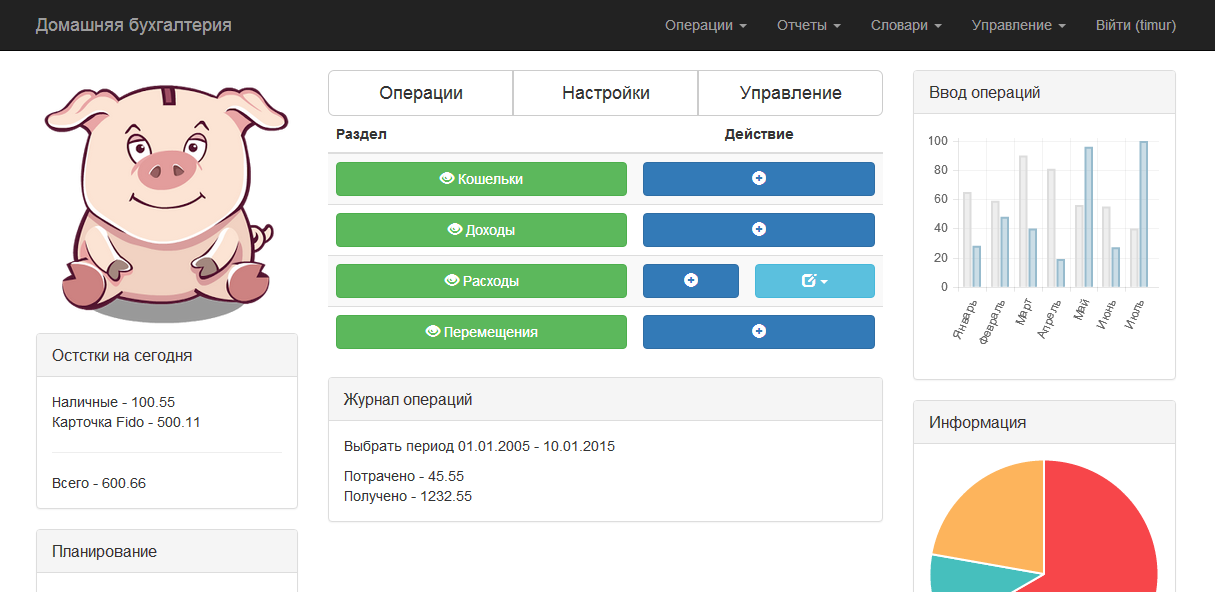 Домашняя бухгалтерия
Операции
Отчеты
Словари
Управление
Війти (timur)
Остстки на сегодня
Наличные - 100.55
Карточка Fido - 500.11
Всего - 600.66
Планирование
Операции
Настройки
Управление
Раздел
Действие
Кошельки
Доходы
Расходы
Перемещения
Журнал операций
Выбрать период 01.01.2005 - 10.01.2015
Потрачено - 45.55
Получено - 1232.55
Ввод операций
100
80
60
40
20
0
Январь
Февраль
Март
Апрель
Май
Июнь
Июль
Информация